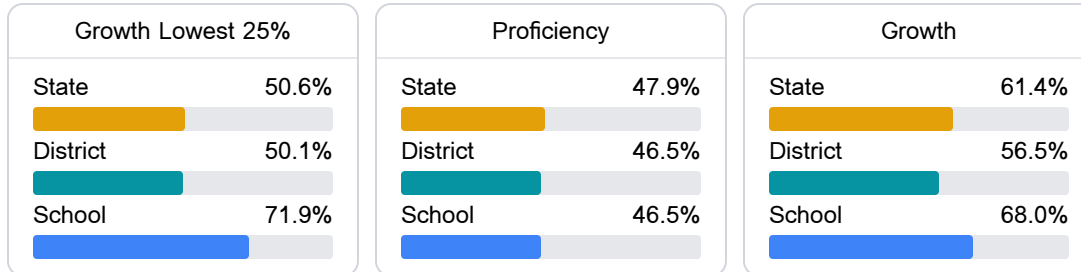 Growth Lowest 25%
State 50.6%
District 50.1%
School 71.9%
Proficiency
State 47.9%
District 46.5%
School 46.5%
Growth
State 61.4%
District 56.5%
School 68.0%